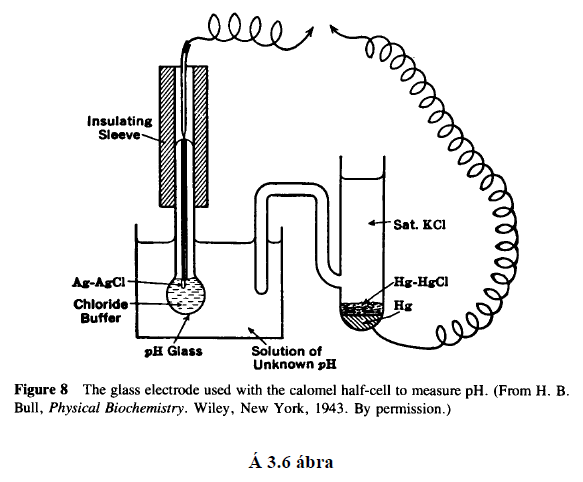 Insulating
Sleeve
Sat. KCl
Ag-AgCl
Hg-HgCl
Chloride
Buffer
Hg
pH Glass
Solution of
Unknown pH
Figure 8 The glass electrode used with the calomel half-cell to measure pH. (From H. B.
Bull, Physical Biochemistry. Wiley, New York, 1943. By permission.)
Á 3.6 ábra